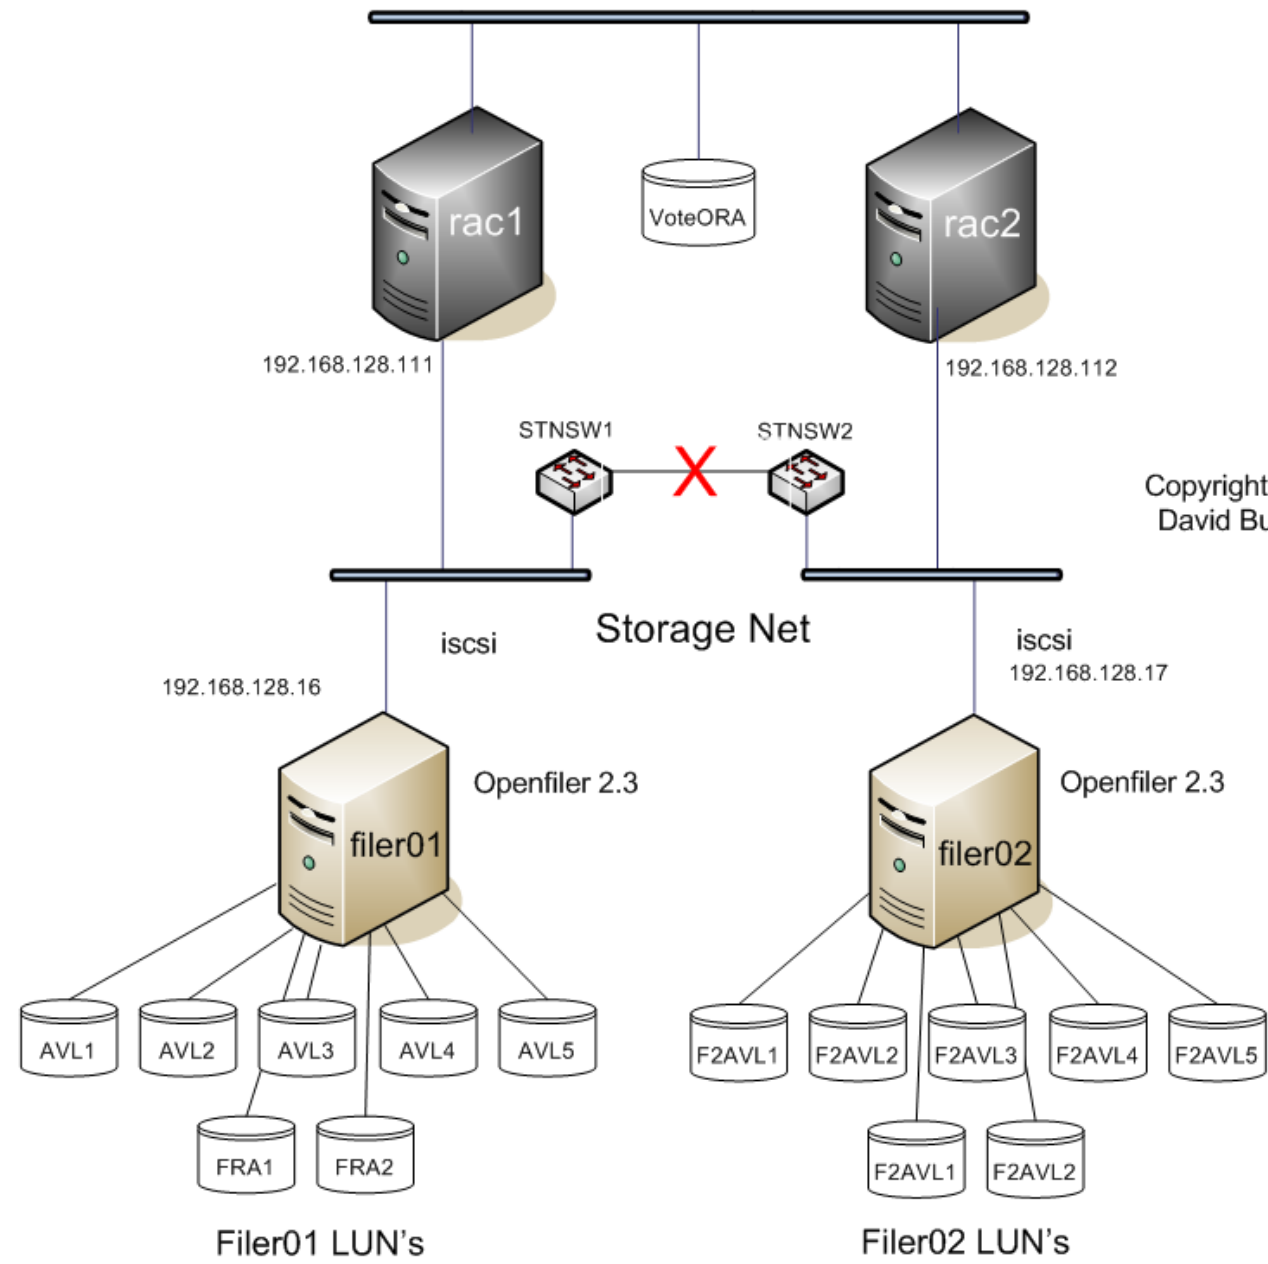 rac1
VoteORA
rac2
192.168.128.111
192.168.128.112
STNSW1
STNSW2
X
Copyright
David Bu
Storage Net
iscsi
iscsi
192.168.128.16
192.168.128.17
Openfiler 2.3
Openfiler 2.3
filer01
filer02
AVL1
AVL2
AVL3
AVL4
AVL5
F2AVL1
F2AVL2
F2AVL3
F2AVL4
F2AVL5
FRA1
FRA2
F2AVL1
F2AVL2
Filer01 LUN's
Filer02 LUN's